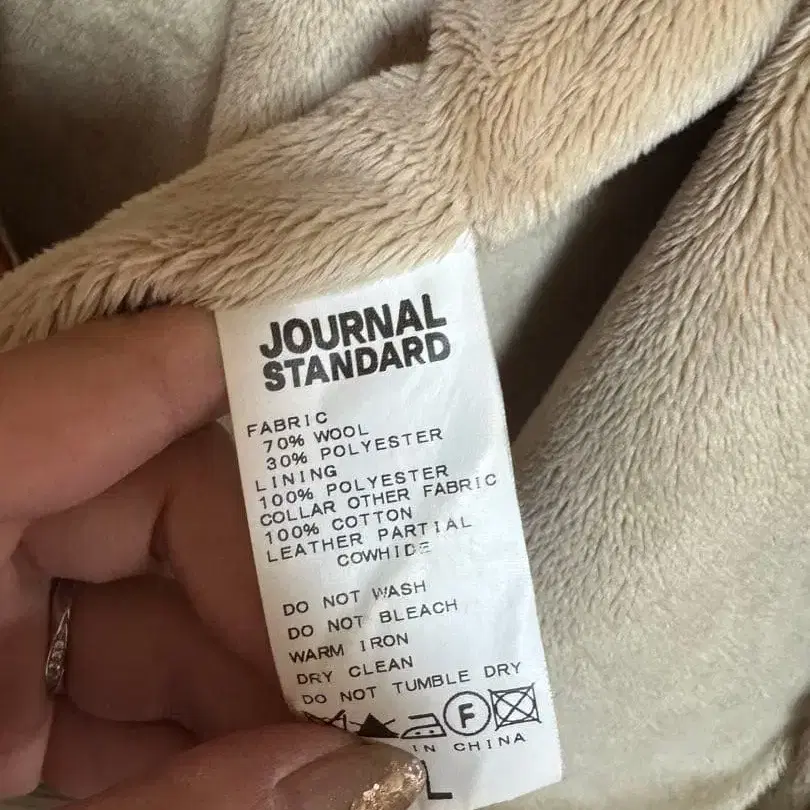 JOURNAL
STANDARD
FABRIC
70% WOOL
30% POLYESTER
LINING
100% POLYESTER
COLLAR OTHER FABRIC
100% COTTON
LEATHER PARTIAL
COWHIDE
DO NOT WASH
DO NOT BLEACH
WARM IRON
DRY CLEAN
DO NOT TUMBLE DRY
F
IN CHINA
L